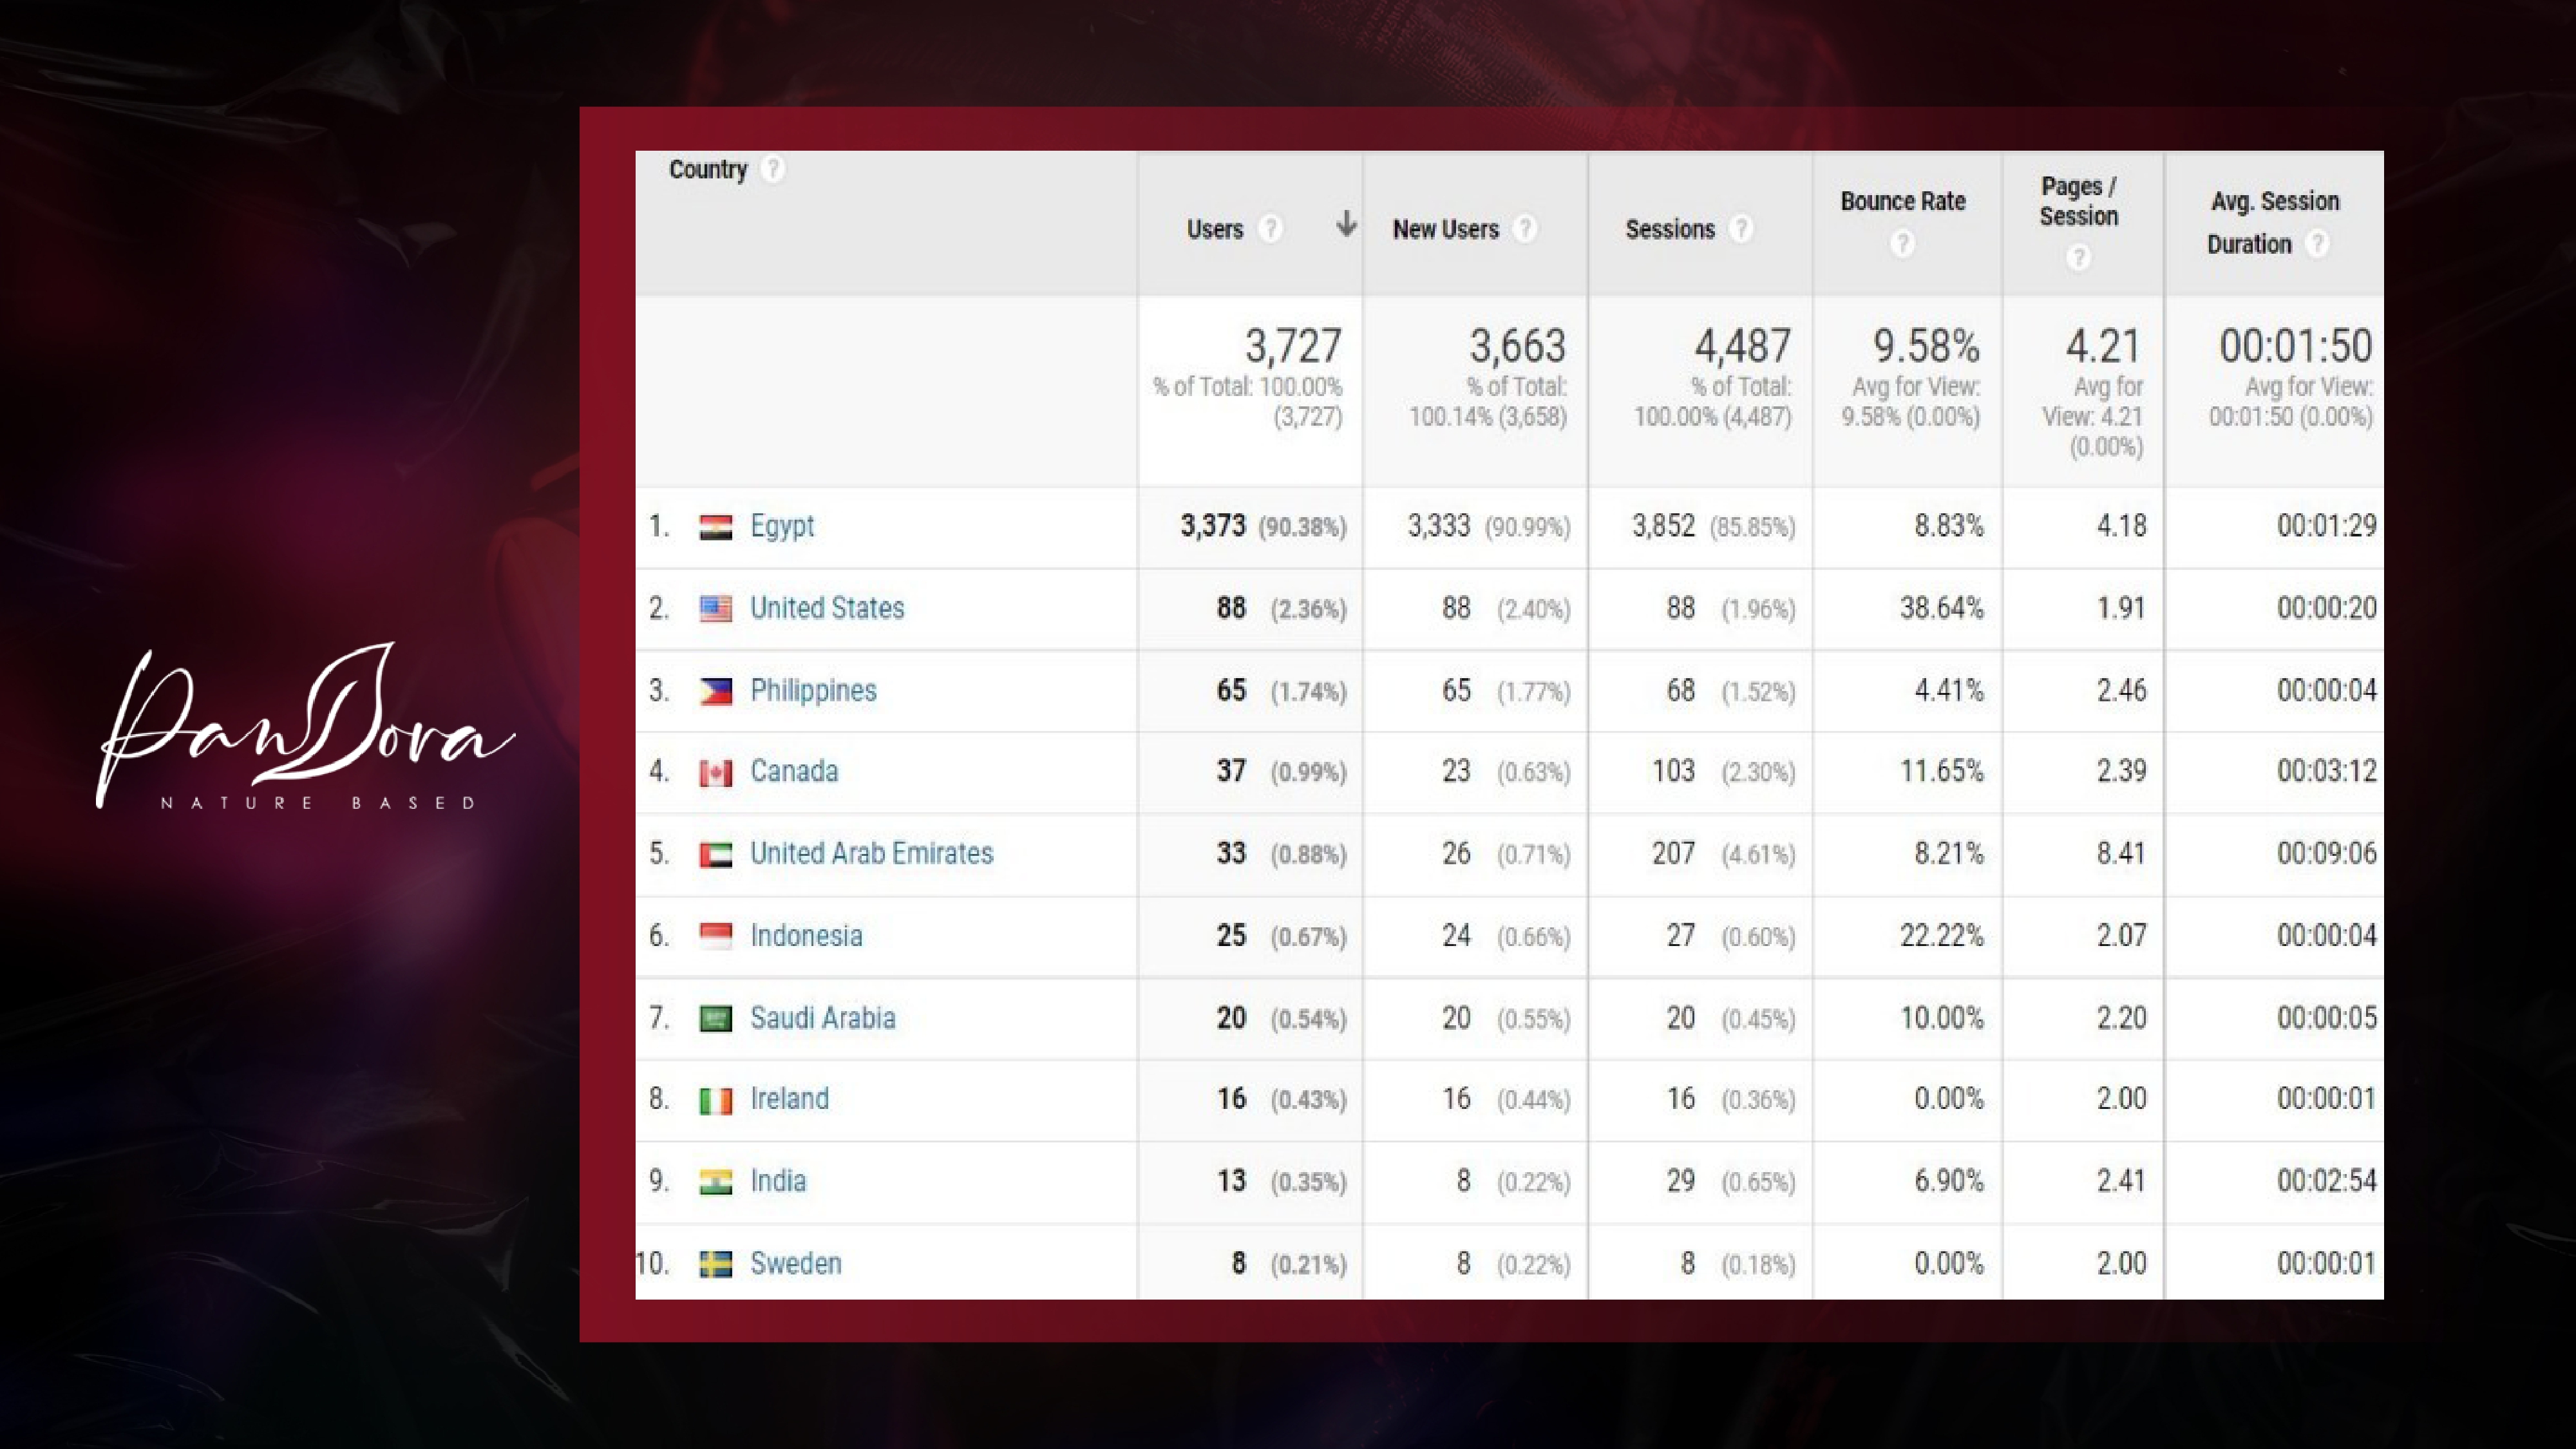 PanDora
NATURE BASED
Country ?
Users ?
New Users ?
Sessions ?
Bounce Rate
?
Pages /
Session
?
Avg. Session
Duration ?
3,727
% of Total: 100.00%
(3,727)
3,663
% of Total:
100.14% (3,658)
4,487
% of Total:
100.00% (4,487)
9.58%
Avg for View:
9.58% (0.00%)
4.21
Avg for
View: 4.21
(0.00%)
00:01:50
Avg for View:
00:01:50 (0.00%)
1. Egypt 3,373 (90.38%) 3,333 (90.99%) 3,852 (85.85%) 8.83% 4.18 00:01:29
2. United States 88 (2.36%) 88 (2.40%) 88 (1.96%) 38.64% 1.91 00:00:20
3. Philippines 65 (1.74%) 65 (1.77%) 68 (1.52%) 4.41% 2.46 00:00:04
4. Canada 37 (0.99%) 23 (0.63%) 103 (2.30%) 11.65% 2.39 00:03:12
5. United Arab Emirates 33 (0.88%) 26 (0.71%) 207 (4.61%) 8.21% 8.41 00:09:06
6. Indonesia 25 (0.67%) 24 (0.66%) 27 (0.60%) 22.22% 2.07 00:00:04
7. Saudi Arabia 20 (0.54%) 20 (0.55%) 20 (0.45%) 10.00% 2.20 00:00:05
8. Ireland 16 (0.43%) 16 (0.44%) 16 (0.36%) 0.00% 2.00 00:00:01
9. India 13 (0.35%) 8 (0.22%) 29 (0.65%) 6.90% 2.41 00:02:54
10. Sweden 8 (0.21%) 8 (0.22%) 8 (0.18%) 0.00% 2.00 00:00:01